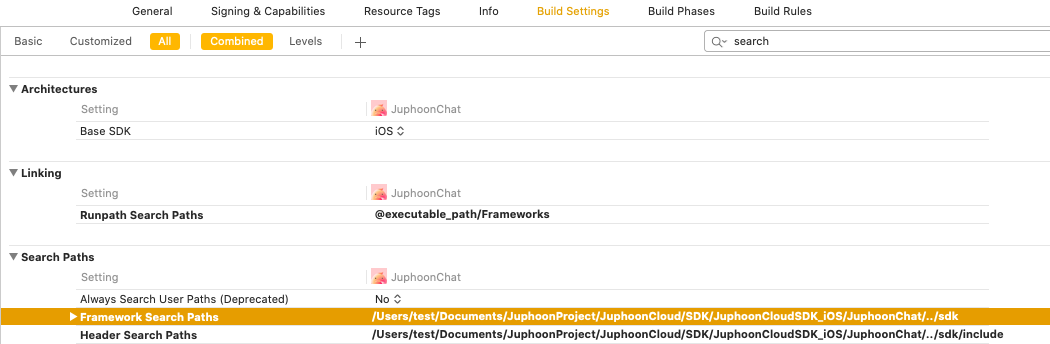 General Signing & Capabilities Resource Tags Info Build Settings Build Phases Build Rules
Basic Customized All Combined Levels + search
Architectures
Setting JuphoonChat
Base SDK iOS
Linking
Setting JuphoonChat
Runpath Search Paths @executable_path/Frameworks
Search Paths
Setting JuphoonChat
Always Search User Paths (Deprecated) No
Framework Search Paths /Users/test/Documents/JuphoonProject/JuphoonCloud/SDK/JuphoonCloudSDK_iOS/JuphoonChat/../sdk
Header Search Paths /Users/test/Documents/JuphoonProject/JuphoonCloud/SDK/JuphoonCloudSDK_iOS/JuphoonChat/../sdk/include